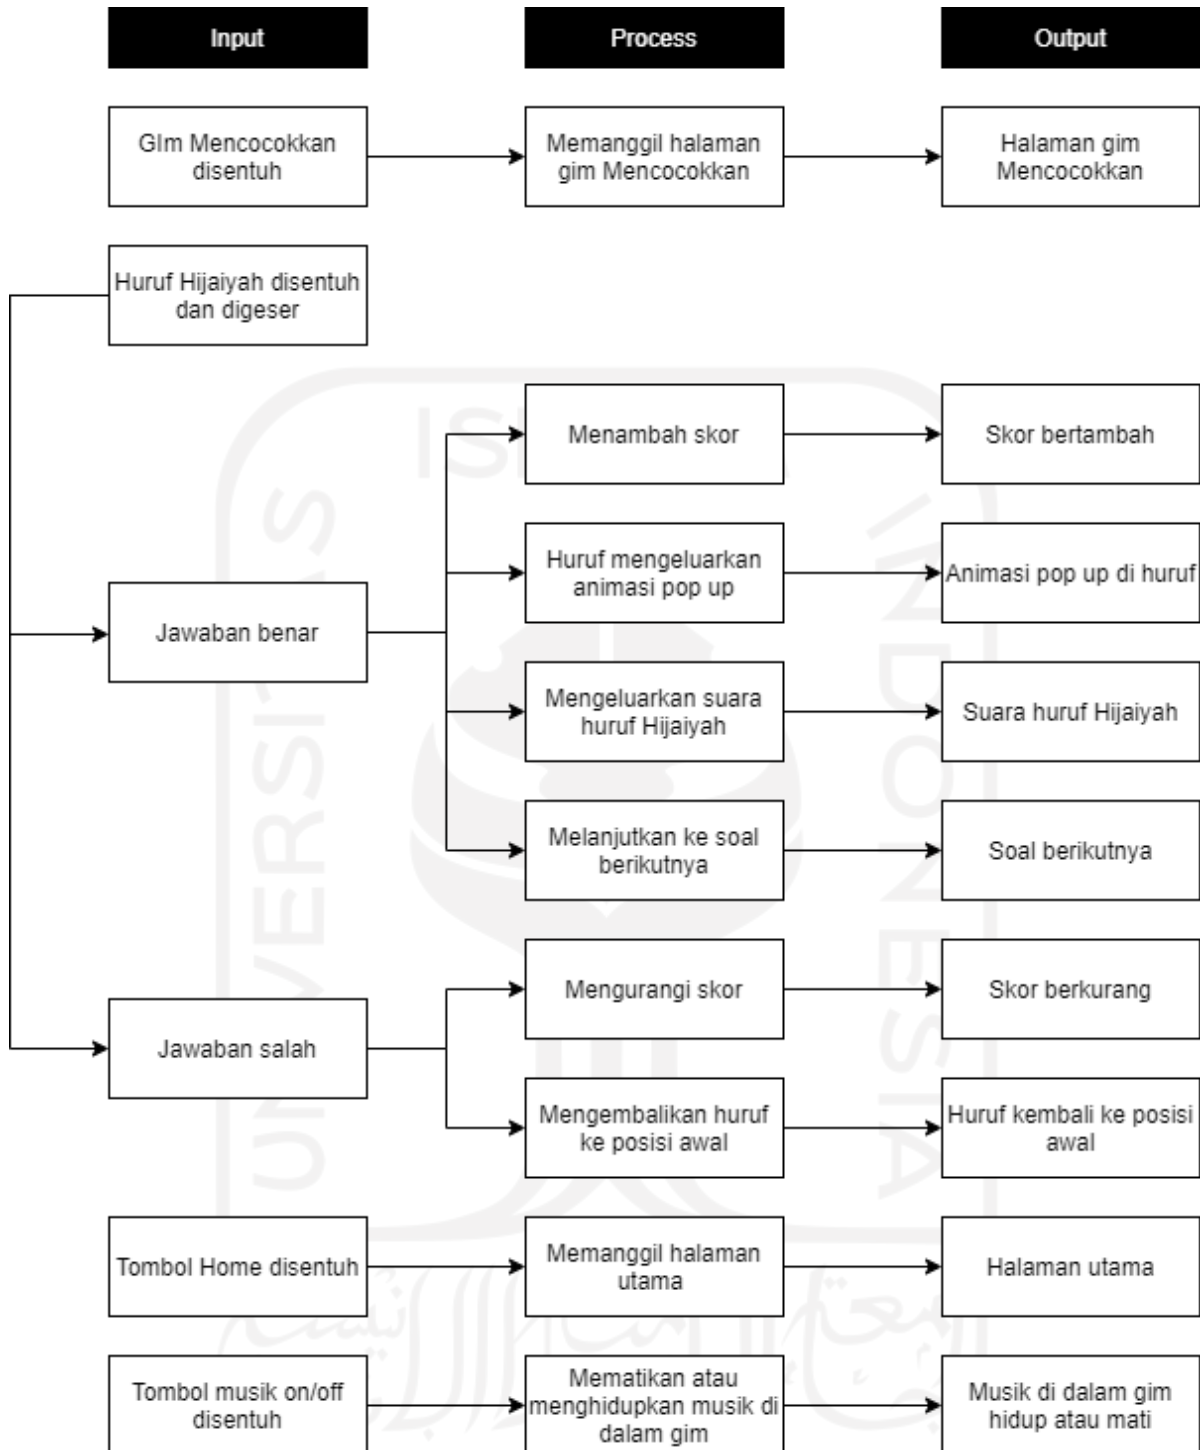 Input
Process
Output
GIm Mencocokkan
disentuh
Memanggil halaman
gim Mencocokkan
Halaman gim
Mencocokkan
Huruf Hijaiyah disentuh
dan digeser
Menambah skor
Skor bertambah
Huruf mengeluarkan
animasi pop up
Animasi pop up di huruf
Jawaban benar
Mengeluarkan suara
huruf Hijaiyah
Suara huruf Hijaiyah
Melanjutkan ke soal
berikutnya
Soal berikutnya
Mengurangi skor
Skor berkurang
Jawaban salah
Mengembalikan huruf
ke posisi awal
Huruf kembali ke posisi
awal
Tombol Home disentuh
Memanggil halaman
utama
Halaman utama
Tombol musik on/off
disentuh
Mematikan atau
menghidupkan musik di
dalam gim
Musik di dalam gim
hidup atau mati
UNIVERSITAS
INDONESIA